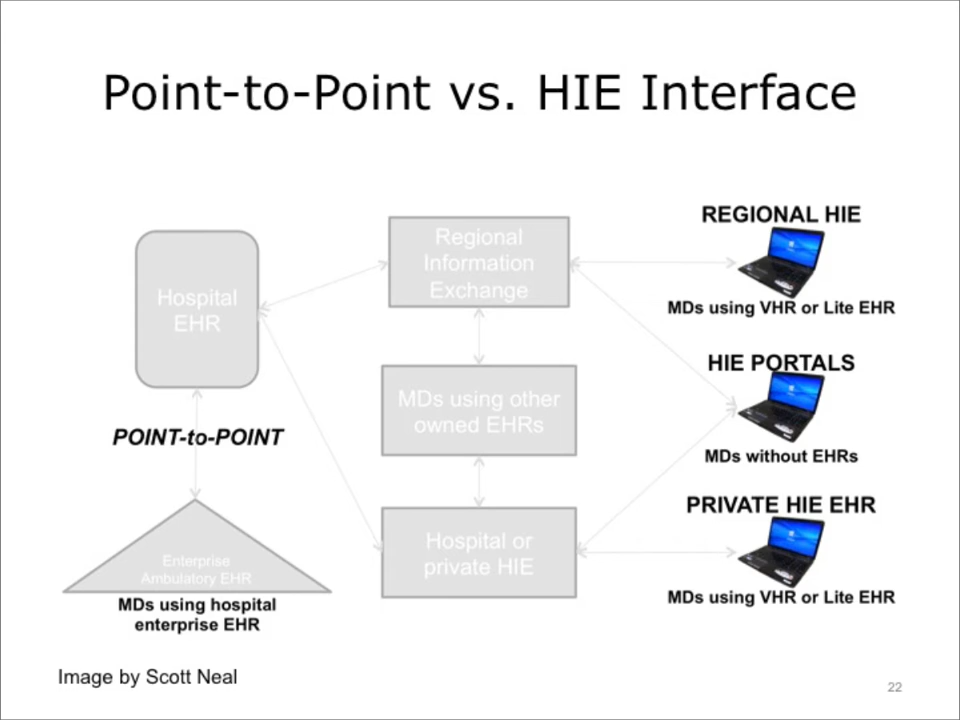 Point-to-Point vs. HIE Interface
Hospital
EHR
POINT-to-POINT
Enterprise
Ambulatory EHR
MDs using hospital
enterprise EHR
Regional
Information
Exchange
MDs using other
owned EHRs
Hospital or
private HIE
REGIONAL HIE
MDs using VHR or Lite EHR
HIE PORTALS
MDs without EHRs
PRIVATE HIE EHR
MDs using VHR or Lite EHR
Image by Scott Neal
22